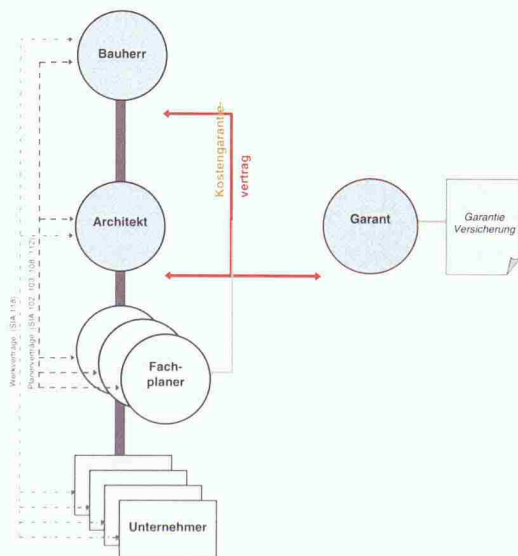 Bauherr
Kostengarantie-
vertrag
Architekt
Garant
Garantie
Versicherung
Werkverträge (SIA 118)
Planerverträge (SIA 102, 103, 108, 112)
Fach-
planer
Unternehmer